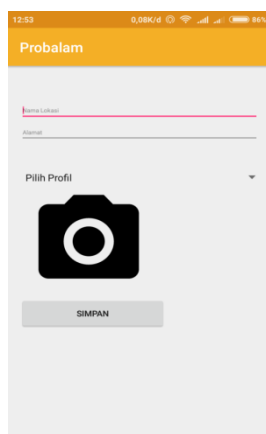 12:53 0,08K/d 86%
Probalam
Nama Lokasi
Alamat
Pilih Profil
SIMPAN